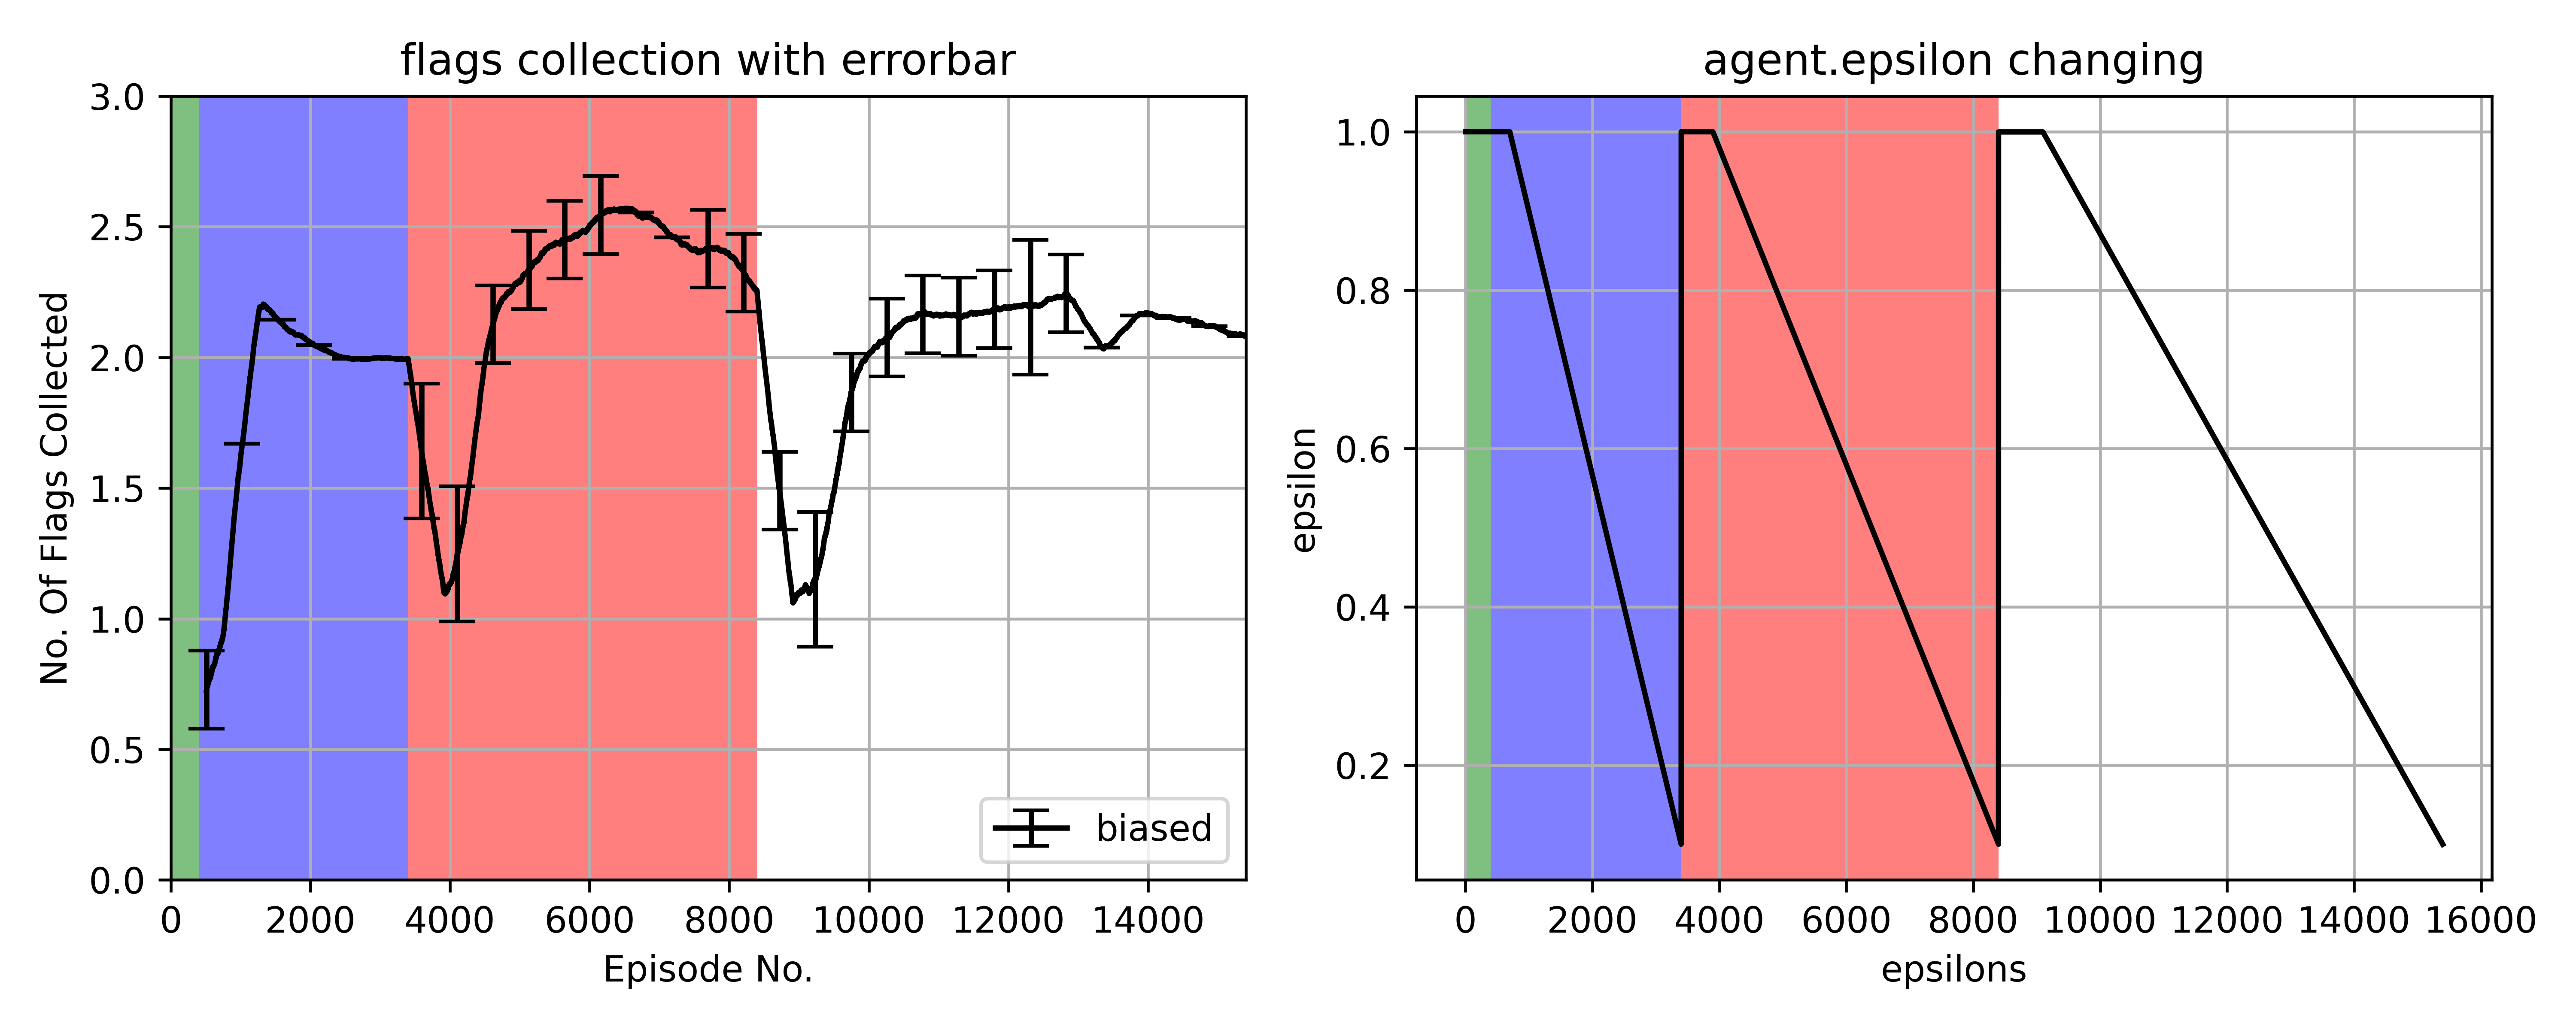 flags collection with errorbar
3.0
2.5
2.0
1.5
1.0
0.5
0.0
No. Of Flags Collected
biased
0 2000 4000 6000 8000 10000 12000 14000
Episode No.
agent.epsilon changing
1.0
0.8
0.6
0.4
0.2
epsilon
0 2000 4000 6000 8000 10000 12000 14000 16000
epsilons